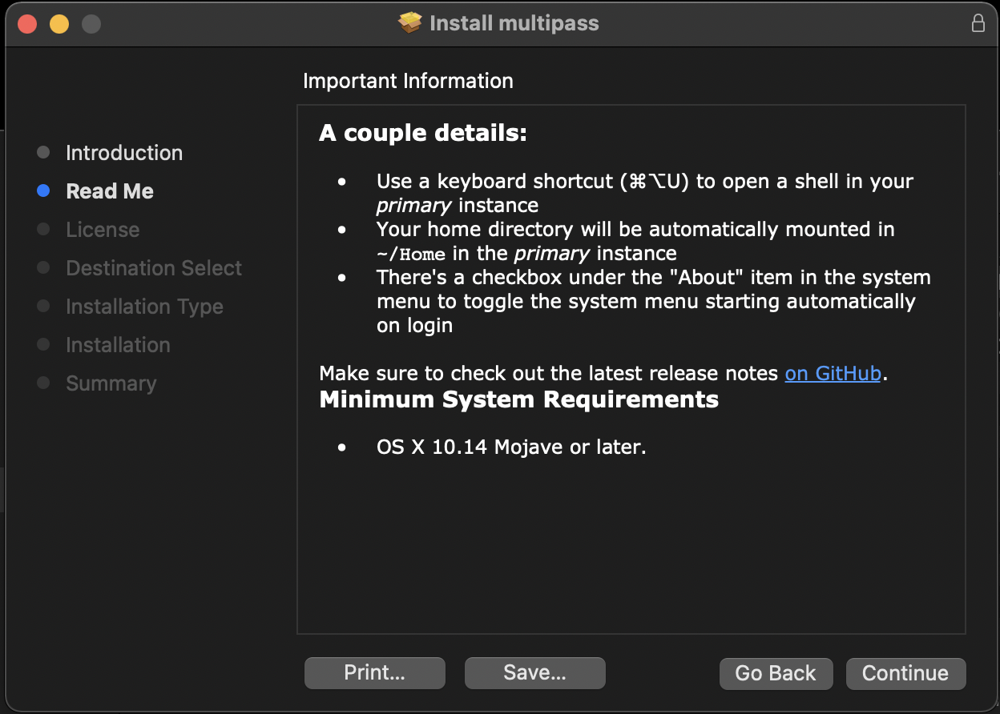 Install multipass
Important Information
Introduction
Read Me
License
Destination Select
Installation Type
Installation
Summary
A couple details:
• Use a keyboard shortcut (⌘⌥U) to open a shell in your
primary instance
• Your home directory will be automatically mounted in
~/Home in the primary instance
• There's a checkbox under the "About" item in the system
menu to toggle the system menu starting automatically
on login
Make sure to check out the latest release notes on GitHub.
Minimum System Requirements
• OS X 10.14 Mojave or later.
Print...
Save...
Go Back
Continue